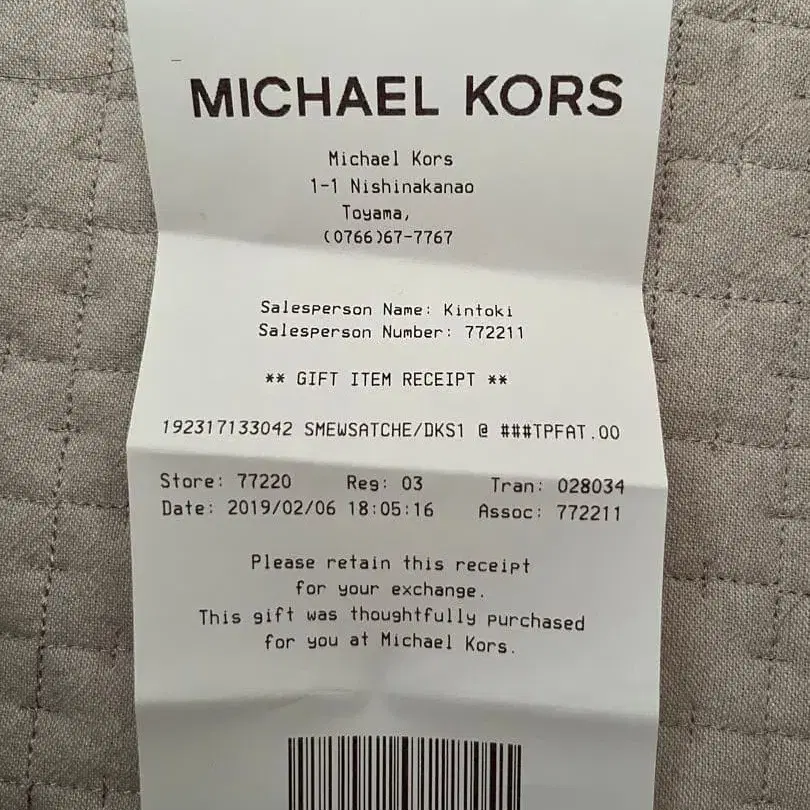 MICHAEL KORS
Michael Kors
1-1 Nishinakanao
Toyama,
(0766)67-7767
Salesperson Name: Kintoki
Salesperson Number: 772211
** GIFT ITEM RECEIPT **
192317133042 SMEWSATCHE/DKS1 @ ###TPFAT.00
Store: 77220 Reg: 03 Tran: 028034
Date: 2019/02/06 18:05:16 Assoc: 772211
Please retain this receipt
for your exchange.
This gift was thoughtfully purchased
for you at Michael Kors.